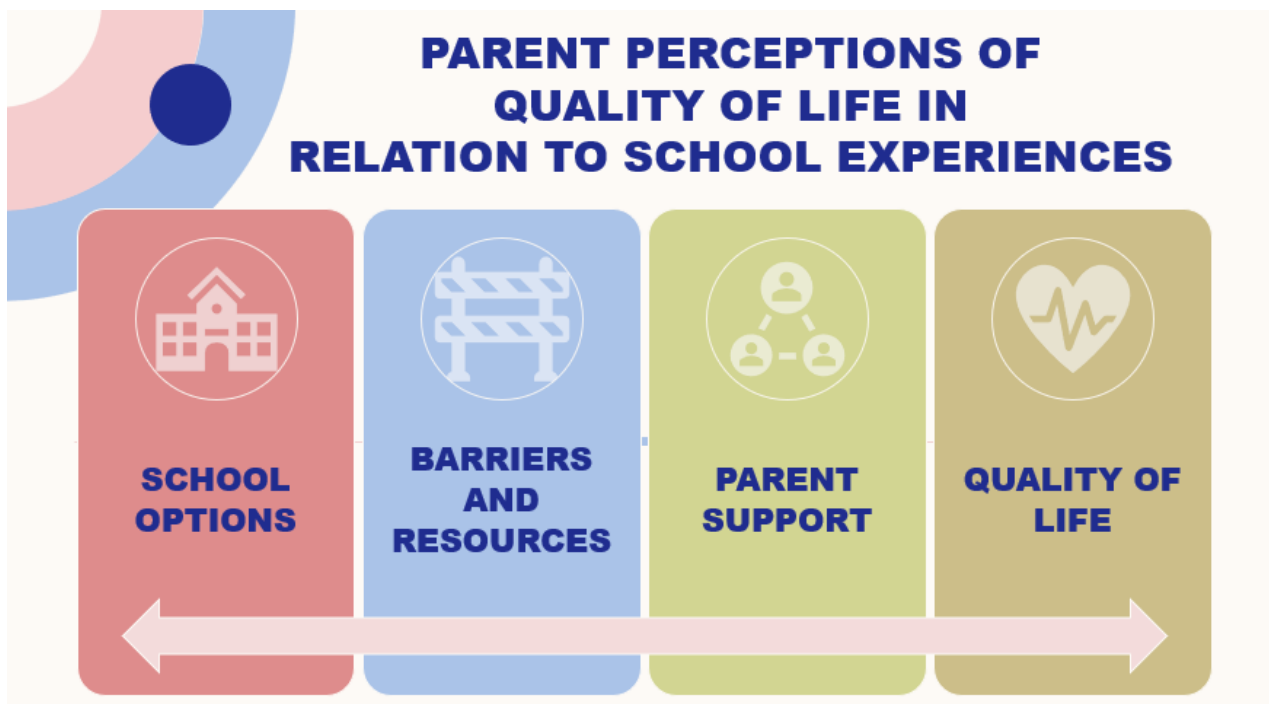 PARENT PERCEPTIONS OF
QUALITY OF LIFE IN
RELATION TO SCHOOL EXPERIENCES
SCHOOL
OPTIONS
BARRIERS
AND
RESOURCES
PARENT
SUPPORT
QUALITY OF
LIFE